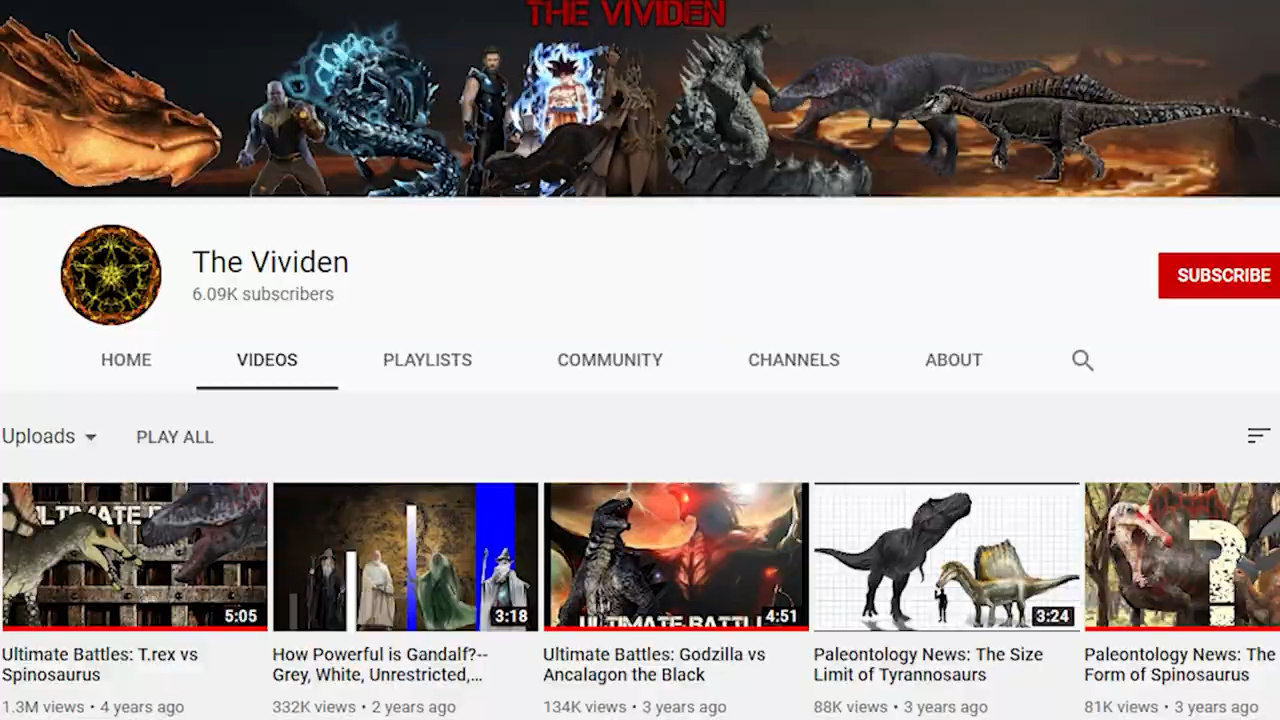 THE VIVIDEN
The Vividen
6.09K subscribers
SUBSCRIBE
HOME
VIDEOS
PLAYLISTS
COMMUNITY
CHANNELS
ABOUT
Uploads
PLAY ALL
5:05
Ultimate Battles: T.rex vs
Spinosaurus
1.3M views • 4 years ago
3:18
How Powerful is Gandalf?--
Grey, White, Unrestricted,...
332K views • 2 years ago
ULTIMATE BATTLE
4:51
Ultimate Battles: Godzilla vs
Ancalagon the Black
134K views • 3 years ago
3:24
Paleontology News: The Size
Limit of Tyrannosaurs
88K views • 3 years ago
?
Paleontology News: The
Form of Spinosaurus
81K views • 3 years ago